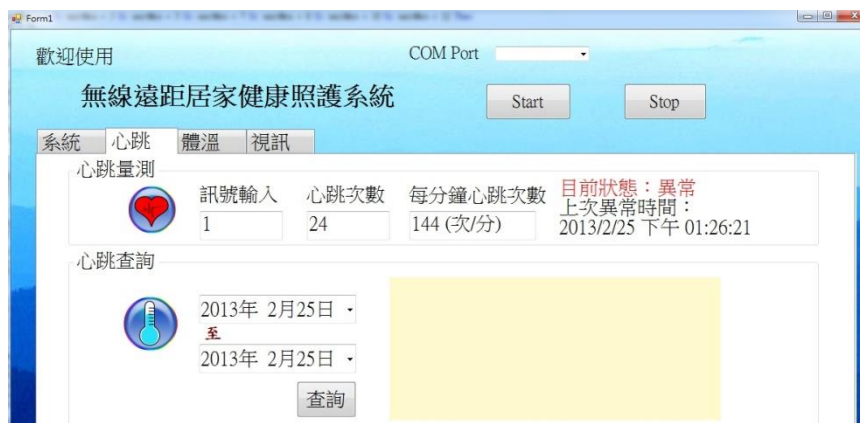 Form1
歡迎使用
COM Port
無線遠距居家健康照護系統
Start
Stop
系統 心跳 體溫 視訊
心跳量測
訊號輸入 心跳次數 每分鐘心跳次數
1 24 144 (次/分)
目前狀態：異常
上次異常時間：
2013/2/25 下午 01:26:21
心跳查詢
2013年 2月25日
至
2013年 2月25日
查詢